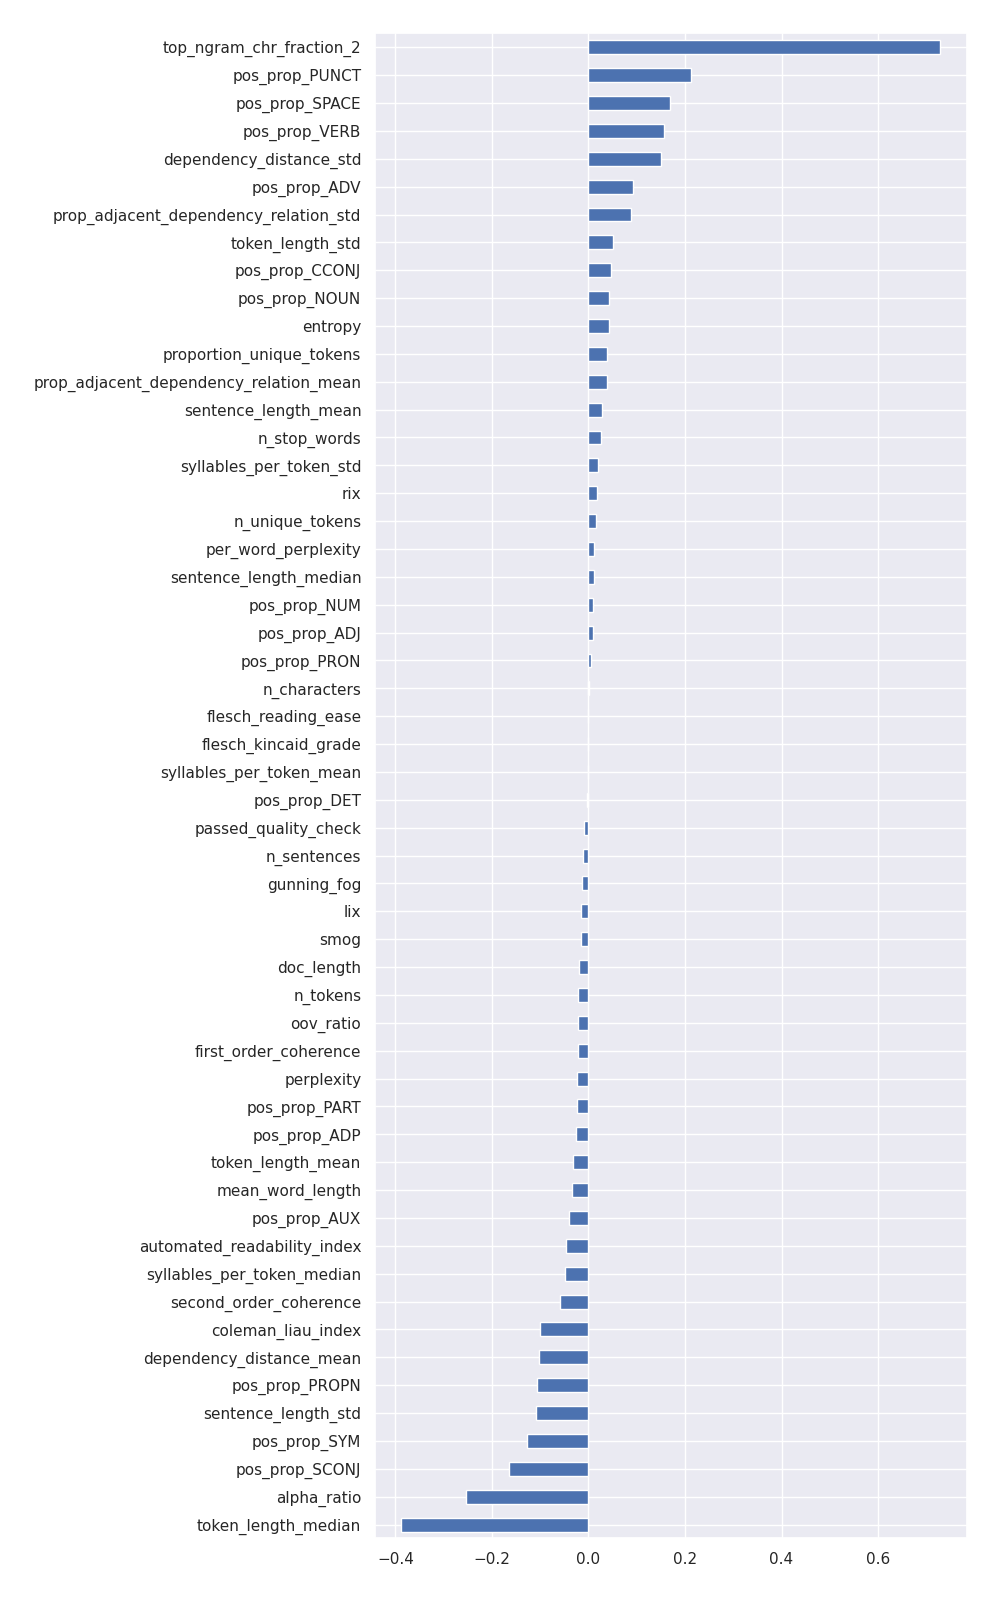 top_ngram_chr_fraction_2
pos_prop_PUNCT
pos_prop_SPACE
pos_prop_VERB
dependency_distance_std
pos_prop_ADV
prop_adjacent_dependency_relation_std
token_length_std
pos_prop_CCONJ
pos_prop_NOUN
entropy
proportion_unique_tokens
prop_adjacent_dependency_relation_mean
sentence_length_mean
n_stop_words
syllables_per_token_std
rix
n_unique_tokens
per_word_perplexity
sentence_length_median
pos_prop_NUM
pos_prop_ADJ
pos_prop_PRON
n_characters
flesch_reading_ease
flesch_kincaid_grade
syllables_per_token_mean
pos_prop_DET
passed_quality_check
n_sentences
gunning_fog
lix
smog
doc_length
n_tokens
oov_ratio
first_order_coherence
perplexity
pos_prop_PART
pos_prop_ADP
token_length_mean
mean_word_length
pos_prop_AUX
automated_readability_index
syllables_per_token_median
second_order_coherence
coleman_liau_index
dependency_distance_mean
pos_prop_PROPN
sentence_length_std
pos_prop_SYM
pos_prop_SCONJ
alpha_ratio
token_length_median
−0.4 −0.2 0.0 0.2 0.4 0.6